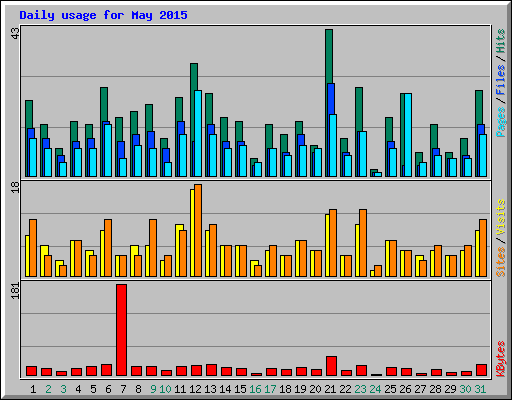 Daily usage for May 2015
43
Pages / Files / Hits
18
Sites / Visits
181
KBytes
1 2 3 4 5 6 7 8 9 10 11 12 13 14 15 16 17 18 19 20 21 22 23 24 25 26 27 28 29 30 31